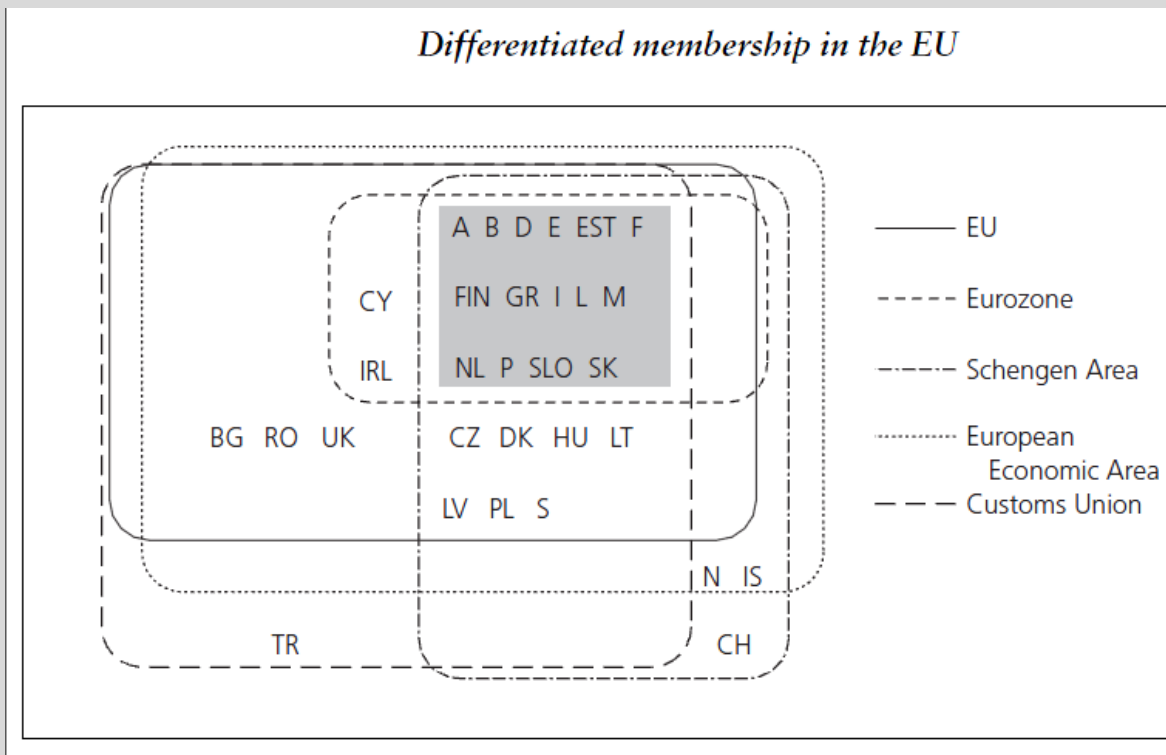 Differentiated membership in the EU
A B D E EST F
EU
CY
FIN GR I L M
Eurozone
IRL
NL P SLO SK
Schengen Area
BG RO UK
CZ DK HU LT
European
Economic Area
LV PL S
Customs Union
N IS
TR
CH